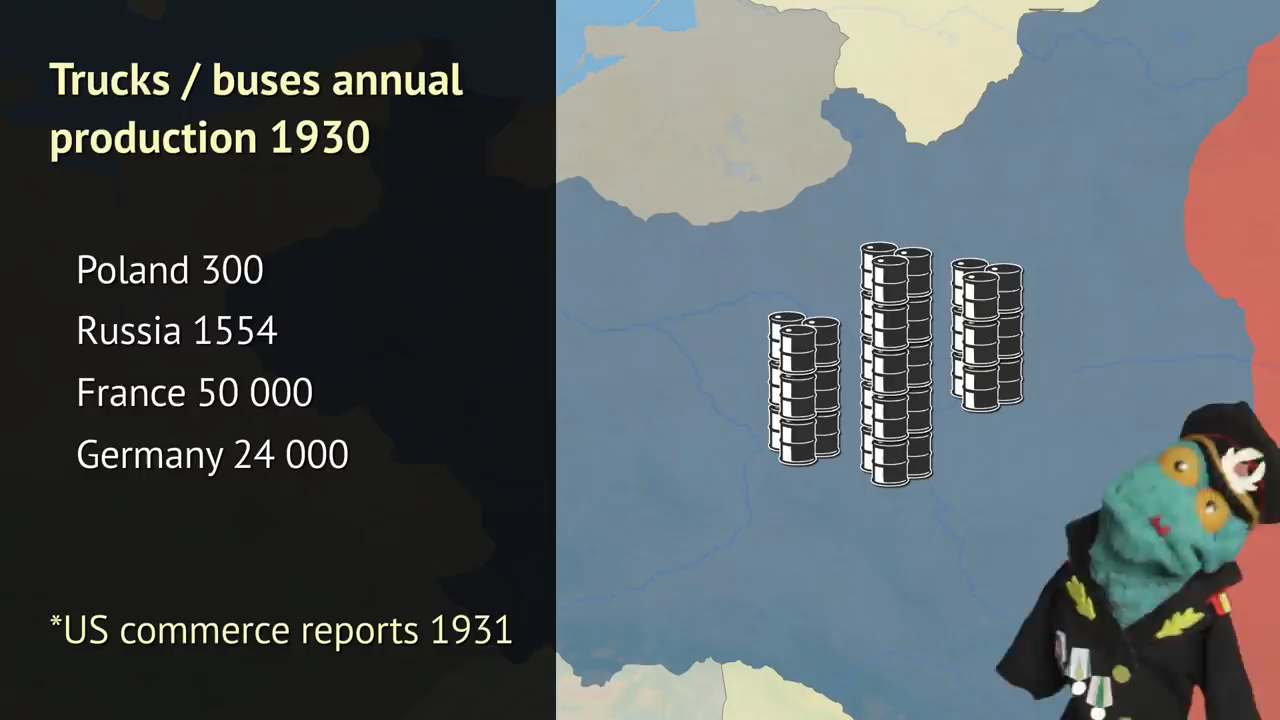 Trucks / buses annual
production 1930
Poland 300
Russia 1554
France 50 000
Germany 24 000
*US commerce reports 1931